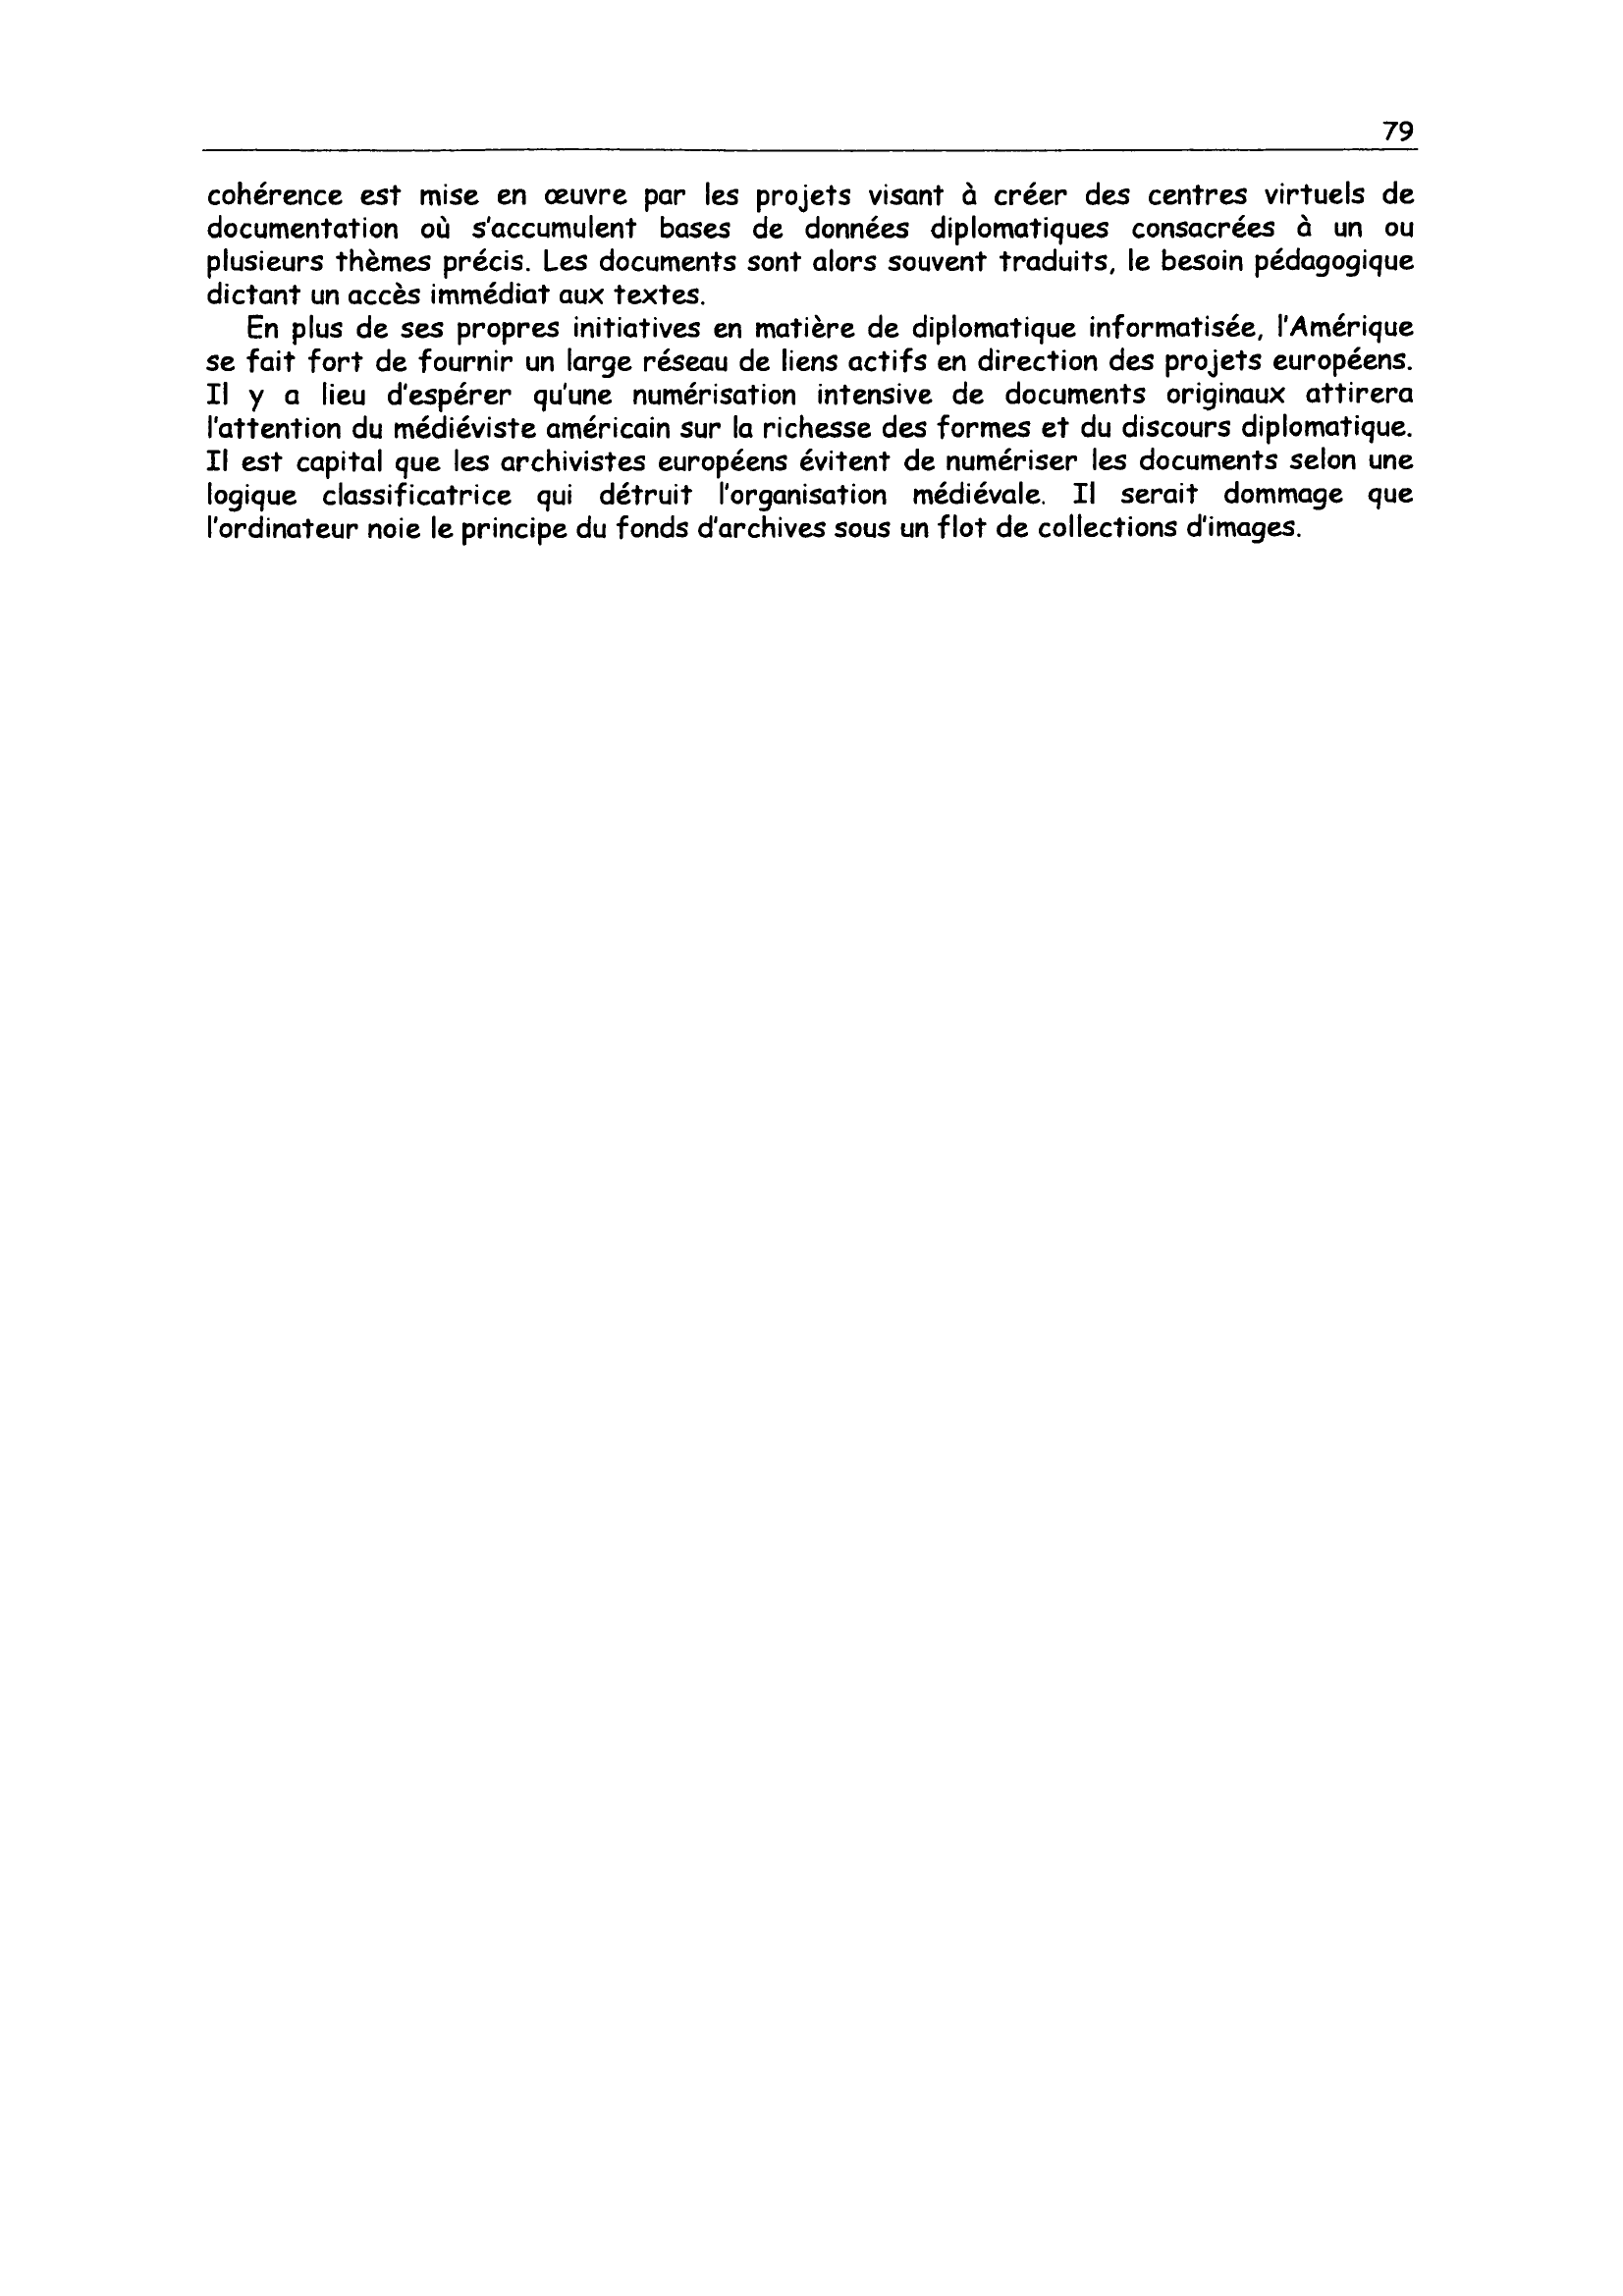 79
cohérence est mise en œuvre par les projets visant à créer des centres virtuels de
documentation où s'accumulent bases de données diplomatiques consacrées à un ou
plusieurs thèmes précis. Les documents sont alors souvent traduits, le besoin pédagogique
dictant un accès immédiat aux textes.
En plus de ses propres initiatives en matière de diplomatique informatisée, l'Amérique
se fait fort de fournir un large réseau de liens actifs en direction des projets européens.
Il y a lieu d'espérer qu'une numérisation intensive de documents originaux attirera
l'attention du médiéviste américain sur la richesse des formes et du discours diplomatique.
Il est capital que les archivistes européens évitent de numériser les documents selon une
logique classificatrice qui détruit l'organisation médiévale. Il serait dommage que
l'ordinateur noie le principe du fonds d'archives sous un flot de collections d'images.